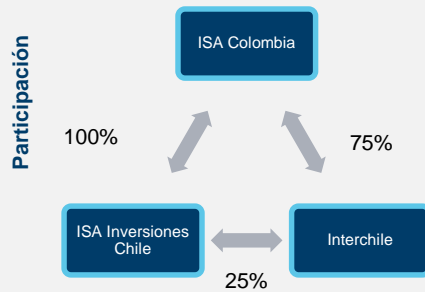 Participación
ISA Colombia
100%
75%
ISA Inversiones
Chile
Interchile
25%